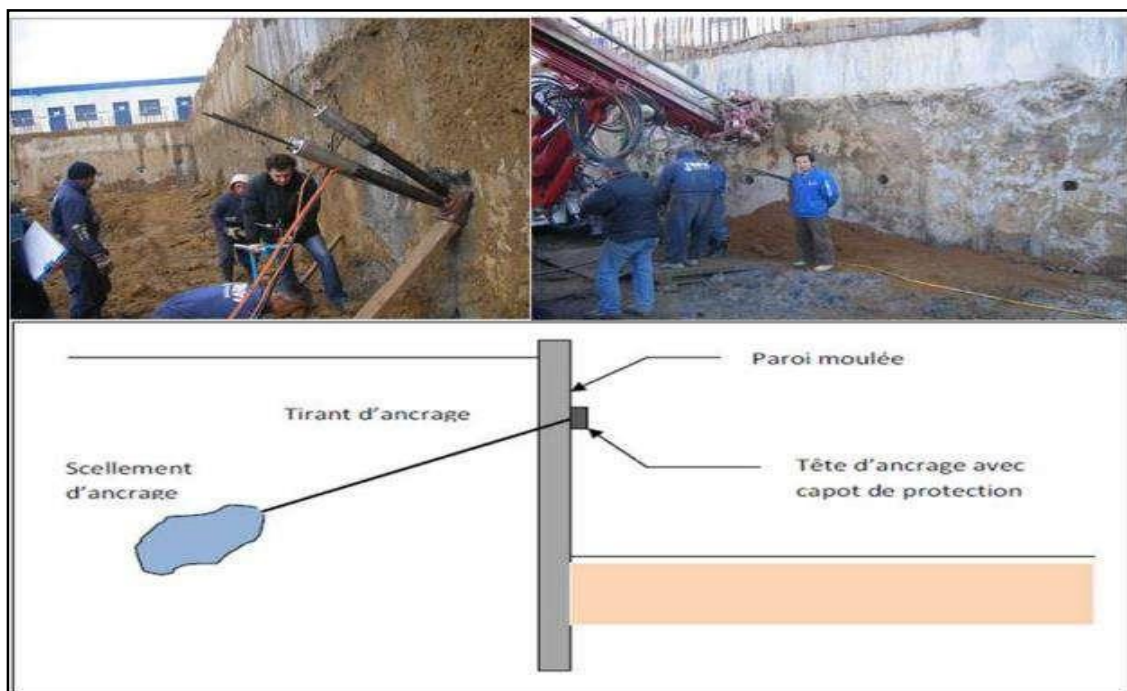 Paroi moulée
Tirant d'ancrage
Scellement
d'ancrage
Tête d'ancrage avec
capot de protection